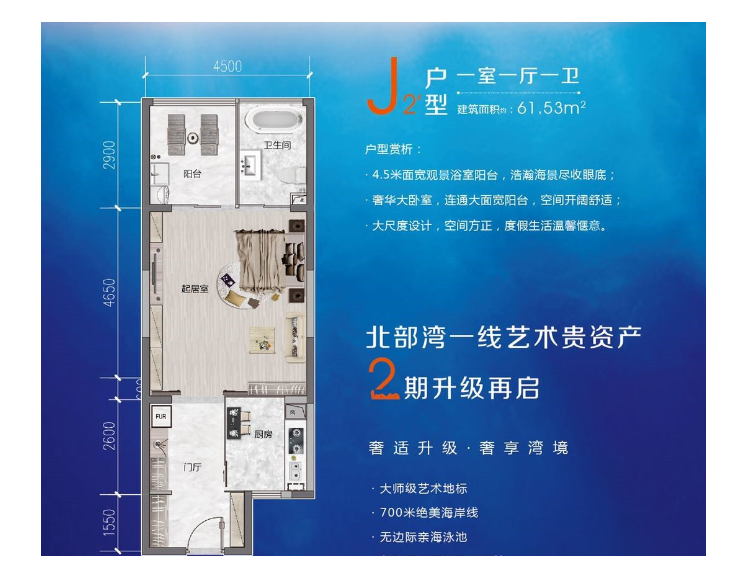 4500
2900
4650
600
2600
1550
卫生间
阳台
起居室
FUR
厨房
门厅
J2# 户型 一室一厅一卫
建筑面积约：61.53m²
户型赏析：
·4.5米面宽观景浴室阳台，浩瀚海景尽收眼底；
·奢华大卧室，连通大面宽阳台，空间开阔舒适；
·大尺度设计，空间方正，度假生活温馨惬意。
北部湾一线艺术贵资产
2期升级再启
奢适升级·奢享湾境
·大师级艺术地标
·700米绝美海岸线
·无边际亲海泳池